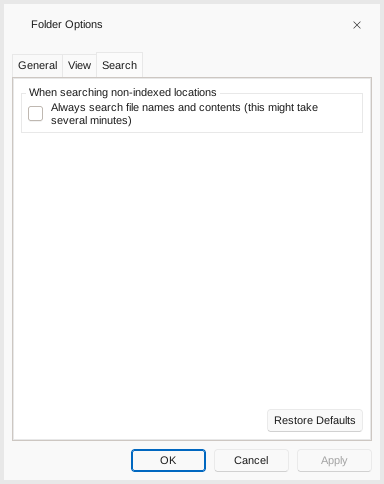 Folder Options
General View Search
When searching non-indexed locations
Always search file names and contents (this might take
several minutes)
Restore Defaults
OK Cancel Apply